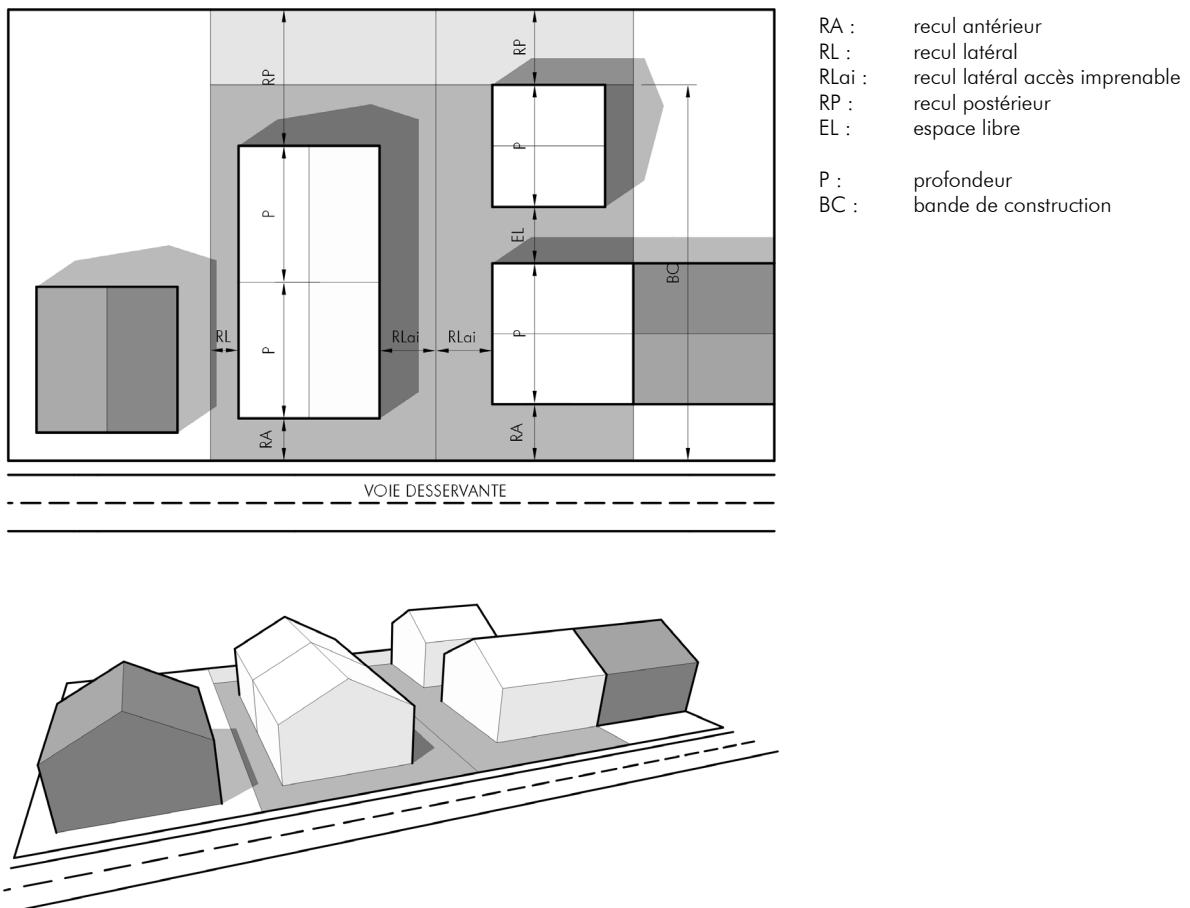 RP
RP
P
P
EL
P
BC
RL
RLai
RLai
P
P
RA
RA
VOIE DESSERVANTE
RA : recul antérieur
RL : recul latéral
RLai : recul latéral accès imprenable
RP : recul postérieur
EL : espace libre
P : profondeur
BC : bande de construction